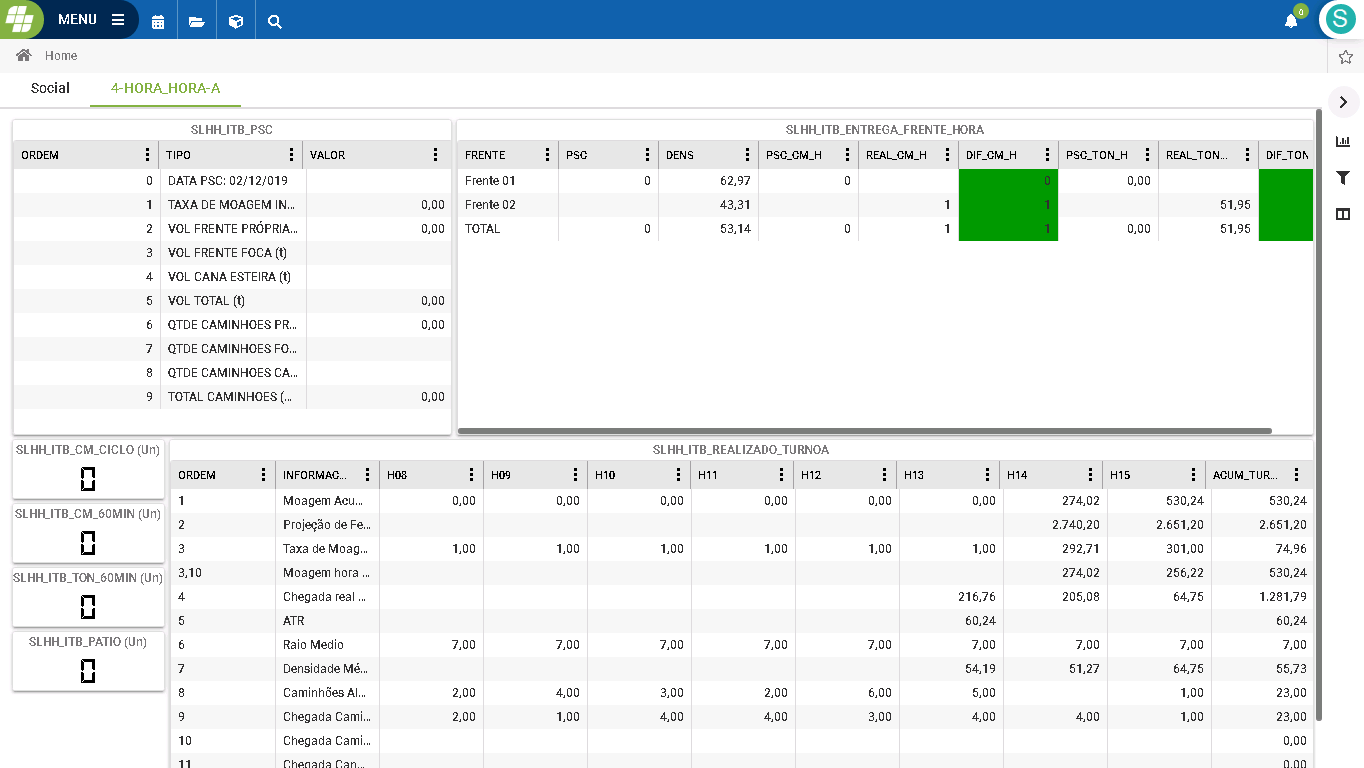 MENU
0
S
Home
Social 4-HORA_HORA-A
SLHH_ITB_PSC
ORDEM TIPO VALOR
0 DATA PSC: 02/12/019
1 TAXA DE MOAGEM IN... 0,00
2 VOL FRENTE PRÓPRIA... 0,00
3 VOL FRENTE FOCA (t)
4 VOL CANA ESTEIRA (t)
5 VOL TOTAL (t) 0,00
6 QTDE CAMINHOES PR... 0,00
7 QTDE CAMINHOES FO...
8 QTDE CAMINHOES CA...
9 TOTAL CAMINHOES (... 0,00
SLHH_ITB_ENTREGA_FRENTE_HORA
FRENTE PSC DENS PSC_CM_H REAL_CM_H DIF_CM_H PSC_TON_H REAL_TON... DIF_TON
Frente 01 0 62,97 0 0 0,00
Frente 02 43,31 1 1 51,95
TOTAL 0 53,14 0 1 1 0,00 51,95
SLHH_ITB_CM_CICLO (Un)
0
SLHH_ITB_CM_60MIN (Un)
0
SLHH_ITB_TON_60MIN (Un)
0
SLHH_ITB_PATIO (Un)
0
SLHH_ITB_REALIZADO_TURNOA
ORDEM INFORMAC... H08 H09 H10 H11 H12 H13 H14 H15 AGUM_TUR...
1 Moagem Acu... 0,00 0,00 0,00 0,00 0,00 0,00 274,02 530,24 530,24
2 Projeção de Fe... 2.740,20 2.651,20 2.651,20
3 Taxa de Moag... 1,00 1,00 1,00 1,00 1,00 1,00 292,71 301,00 74,96
3,10 Moagem hora ... 274,02 256,22 530,24
4 Chegada real ... 216,76 205,08 64,75 1.281,79
5 ATR 60,24 60,24
6 Raio Medio 7,00 7,00 7,00 7,00 7,00 7,00 7,00 7,00 7,00
7 Densidade Mé... 54,19 51,27 64,75 55,73
8 Caminhões Al... 2,00 4,00 3,00 2,00 6,00 5,00 1,00 23,00
9 Chegada Cami... 2,00 1,00 4,00 4,00 3,00 4,00 4,00 1,00 23,00
10 Chegada Cami... 0,00
11 Chegada Can... 0,00